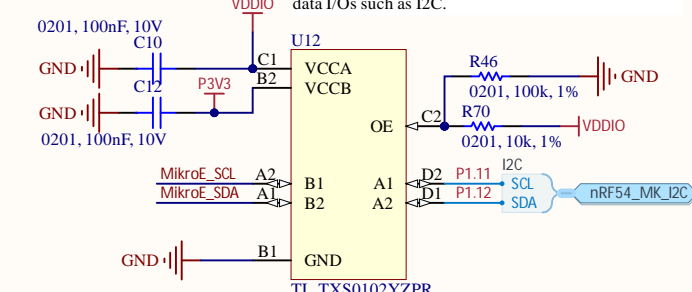 VDDIO
data I/Os such as I2C.
0201, 100nF, 10V
C10
U12
GND
C1
VCCA
R46
GND
C12
P3V3
B2
VCCB
0201, 100k, 1%
GND
R70
0201, 100nF, 10V
OE
C2
VDDIO
0201, 10k, 1%
I2C
MikroE_SCL
A2
B1
A1
D2
P1.11
SCL
MikroE_SDA
A1
B2
A2
D1
P1.12
SDA
nRF54_MK_I2C
GND
B1
GND
TI_TXS0102YZPR